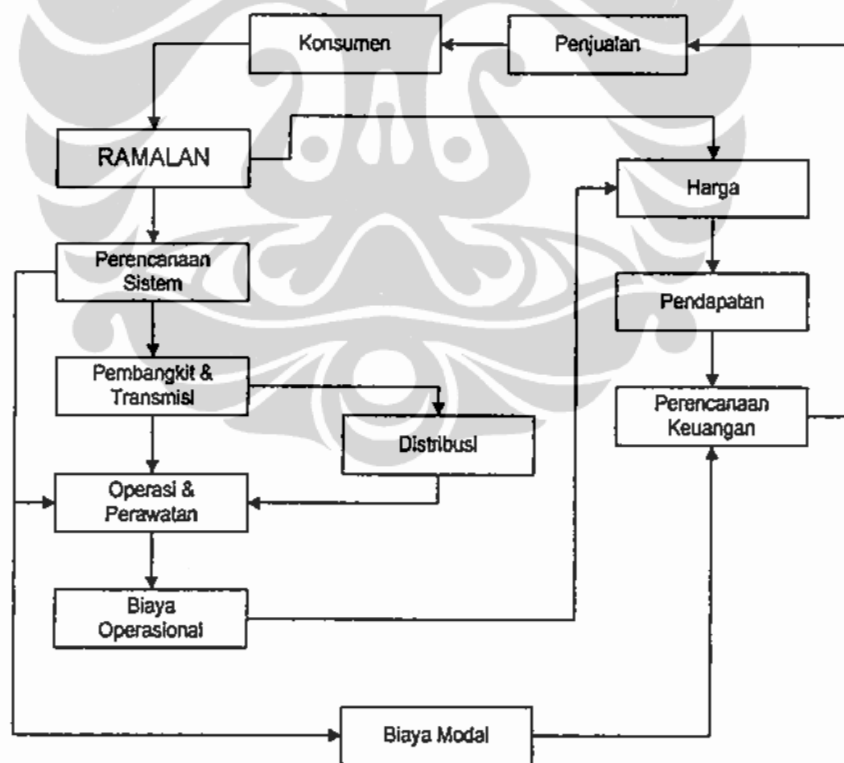 Konsumen
Penjualan
RAMALAN
Harga
Perencanaan
Sistem
Pendapatan
Pembangkit &
Transmisi
Perencanaan
Keuangan
Distribusi
Operasi &
Perawatan
Biaya
Operasional
Biaya Modal